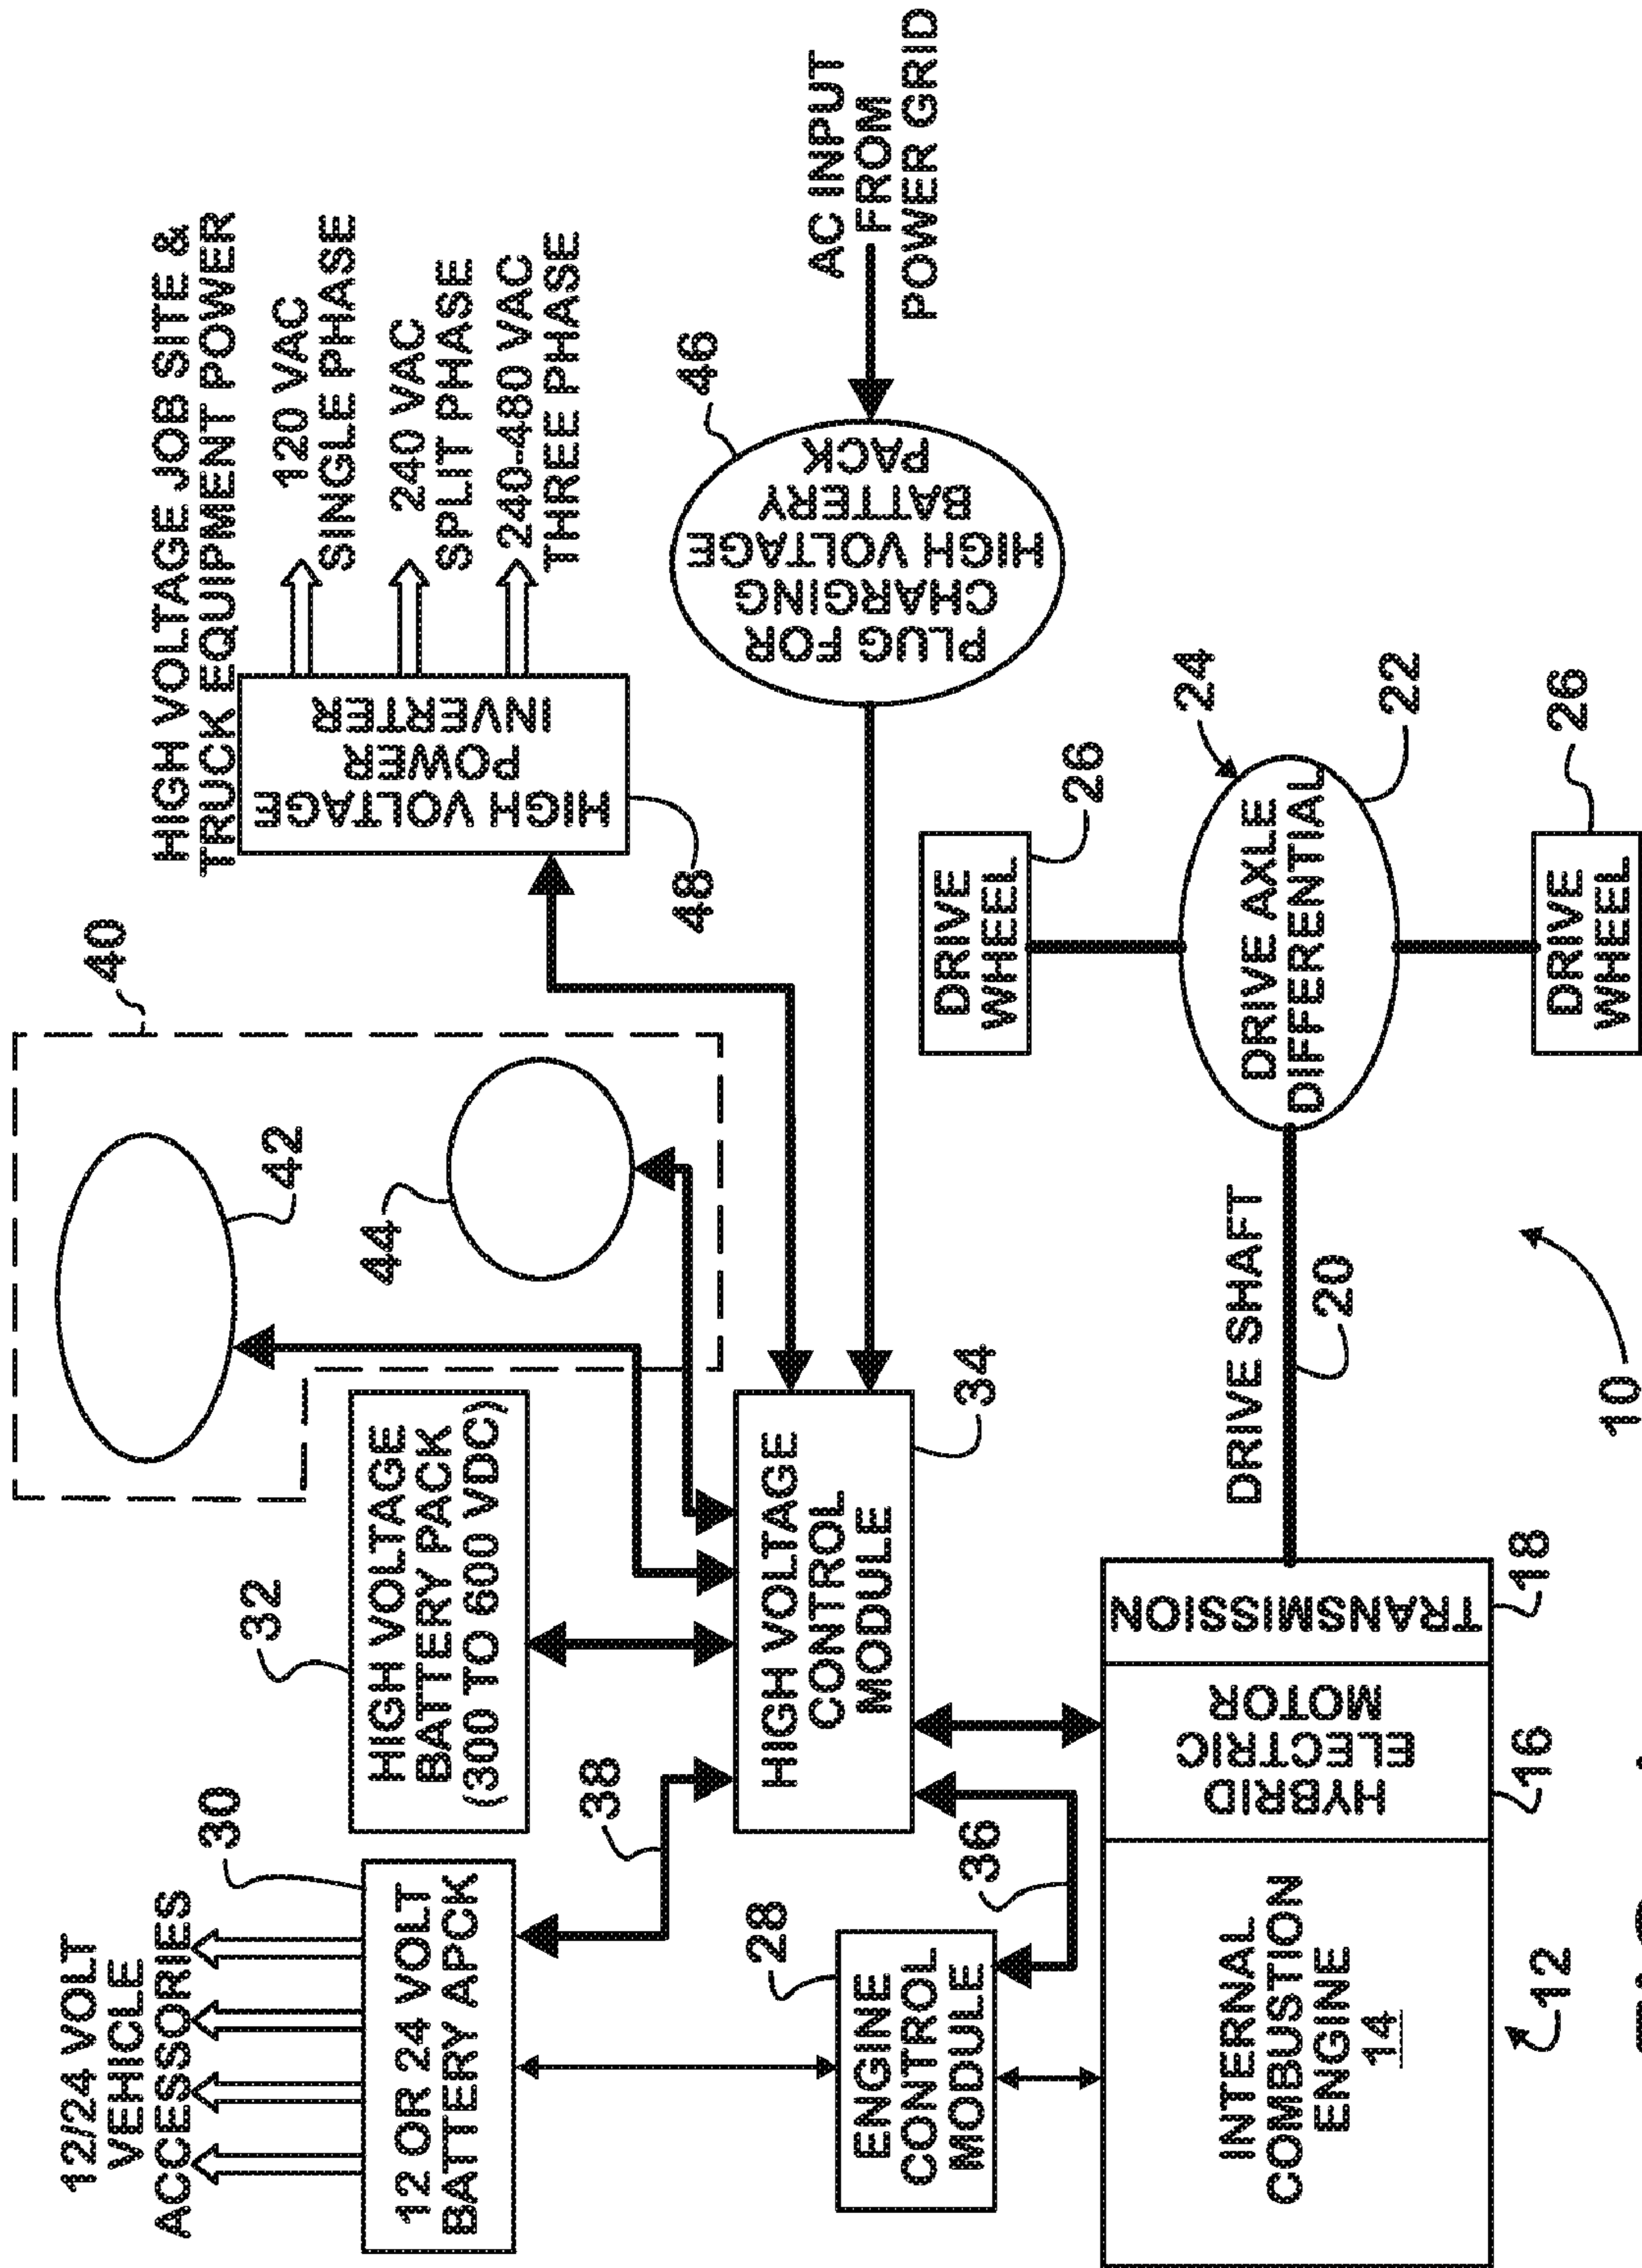 12/24 VOLT
VEHICLE
ACCESSORIES
30
12 OR 24 VOLT
BATTERY APCK
38
32
HIGH VOLTAGE
BATTERY PACK
(300 TO 600 VDC)
40
42
44
HIGH VOLTAGE JOB SITE &
TRUCK EQUIPMENT POWER
120 VAC
SINGLE PHASE
240 VAC
SPLIT PHASE
240-480 VAC
THREE PHASE
HIGH VOLTAGE
POWER
INVERTER
48
46
PLUG FOR
CHARGING
HIGH VOLTAGE
BATTERY
PACK
AC INPUT
FROM
POWER GRID
28
ENGINE
CONTROL
MODULE
36
HIGH VOLTAGE
CONTROL
MODULE
34
INTERNAL
COMBUSTION
ENGINE
14
12
HYBRID
ELECTRIC
MOTOR
16
TRANSMISSION
18
DRIVE SHAFT
20
DRIVE
WHEEL
26
24
DRIVE AXLE
DIFFERENTIAL
22
DRIVE
WHEEL
26
10